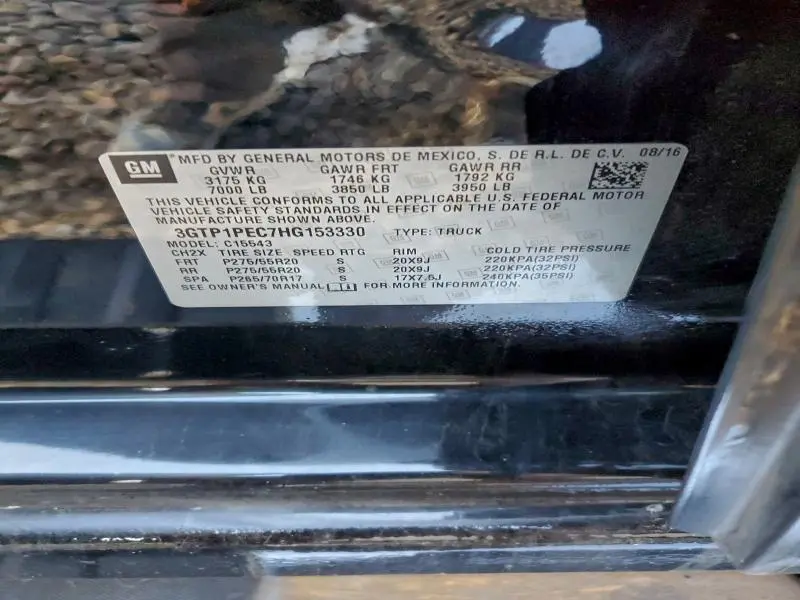 GM *MFD BY GENERAL MOTORS DE MEXICO, S. DE R.L. DE C.V. 08/16
GVWR GAWR FRT GAWR RR
3175 KG 1746 KG 1792 KG
7000 LB 3850 LB 3950 LB
THIS VEHICLE CONFORMS TO ALL APPLICABLE U.S. FEDERAL MOTOR
VEHICLE SAFETY STANDARDS IN EFFECT ON THE DATE OF
MANUFACTURE SHOWN ABOVE.
3GTP1PEC7HG153330 TYPE: TRUCK
MODEL: C15543
CH2X TIRE SIZE SPEED RTG RIM COLD TIRE PRESSURE
FRT P275/55R20 S 20X9J 220KPA(32PSI)
RR P275/55R20 S 20X9J 220KPA(32PSI)
SPA P265/70R17 S 17X7.5J 240KPA(35PSI)
SEE OWNER'S MANUAL FOR MORE INFORMATION.